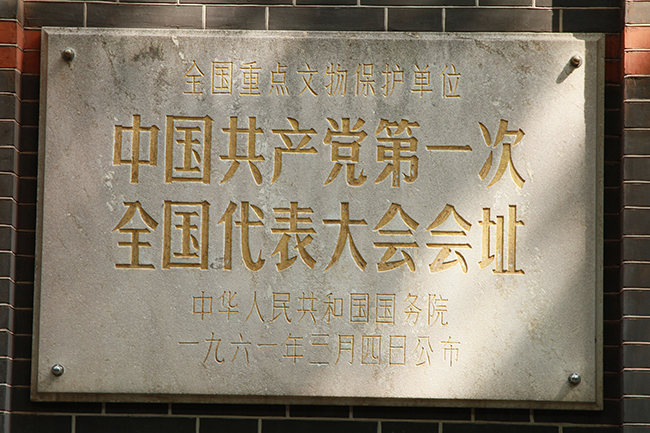 全国重点文物保护单位
中国共产党第一次
全国代表大会会址
中华人民共和国国务院
一九六一年三月四日公布